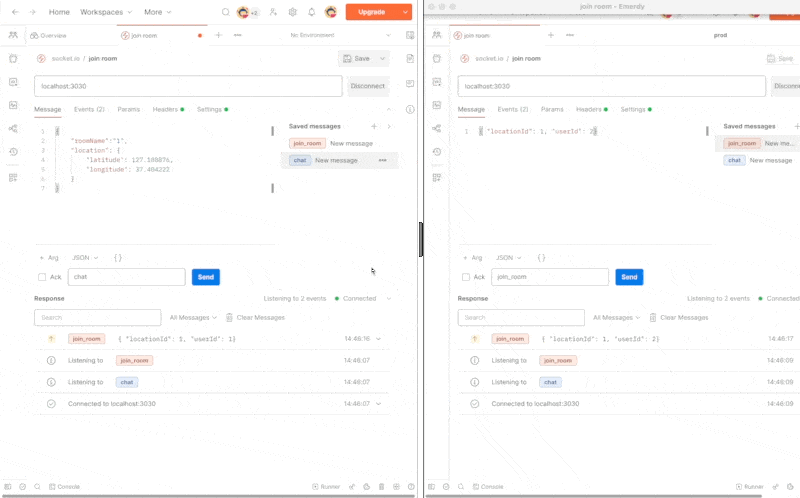 Home Workspaces More Upgrade
Overview join room No Environment
socket.io / join room Save
localhost:3030 Disconnect
Message Events (2) Params Headers Settings
1 {
2 "roomName":"1",
3 "location": {
4 "latitude": 127.108876,
5 "longitude": 37.404222
6 }
7 }
Saved messages
join_room New message
chat New message
+ Arg JSON {}
Ack chat Send
Response Listening to 2 events Connected
Search All Messages Clear Messages
join_room { "locationId": 1, "userId": 1} 14:46:16
Listening to join_room 14:46:07
Listening to chat 14:46:07
Connected to localhost:3030 14:46:07
Console Runner
join room - Emordy
join room prod
socket.io / join room Save
localhost:3030 Disconn
Message Events (2) Params Headers Settings
1 { "locationId": 1, "userId": 2}
Saved messages
join_room New me...
chat New message
+ Arg JSON {}
Ack join_room Send
Response Listening to 2 events Connected
Search All Messages Clear Messages
join_room { "locationId": 1, "userId": 2} 14:46:17
Listening to join_room 14:46:09
Listening to chat 14:46:09
Connected to localhost:3030 14:46:09
Console Runne